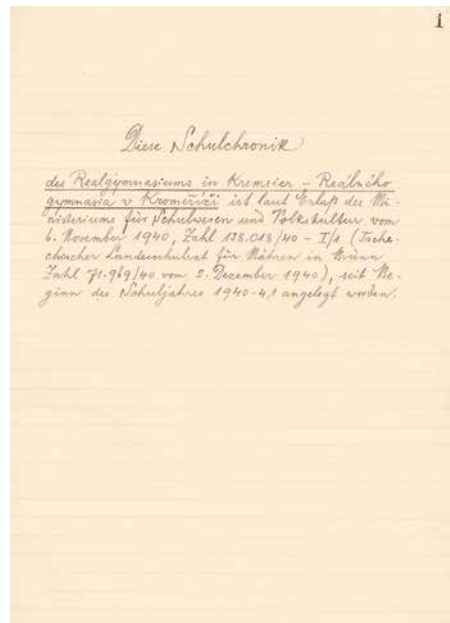 1
Diese Schulchronik
des Realgymnasiums in Kremsier – Reálného
gymnasia v Kroměříži ist laut Erlaß des Mi-
nisteriums für Schulwesen und Volkskultur vom
6. November 1940, Zahl 138.018/40 – I/1 (Tsche-
chischer Landesschulrat für Mähren in Brünn
Zahl 71.969/40 vom 2. Dezember 1940), seit Be-
ginn des Schuljahres 1940-41 angelegt worden.